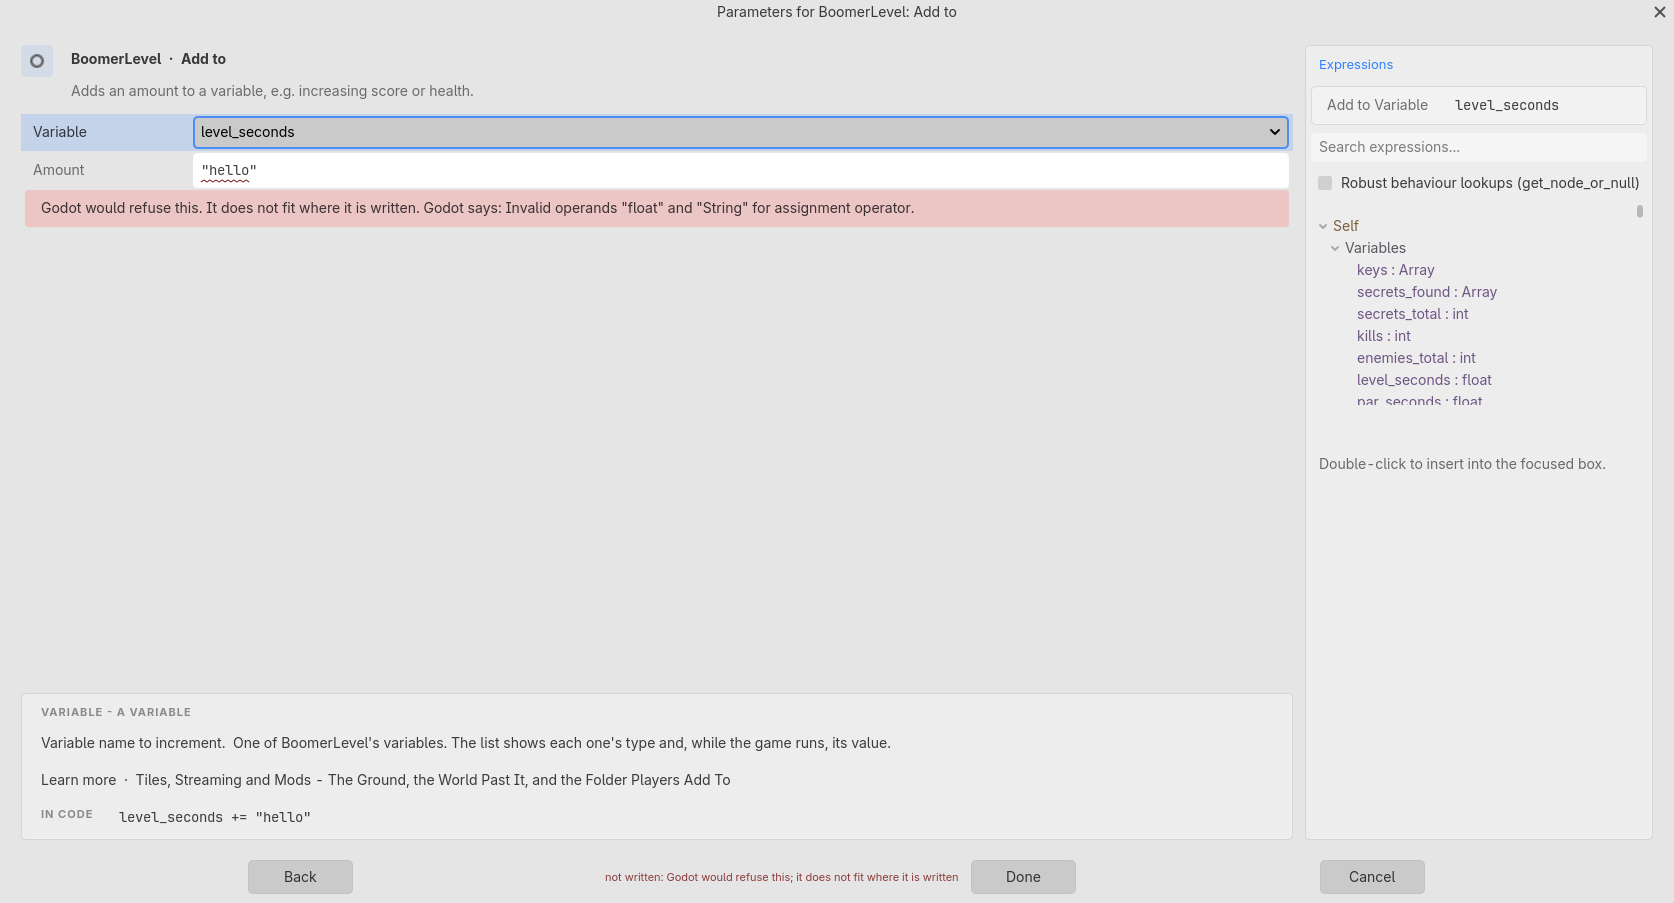 Parameters for BoomerLevel: Add to
BoomerLevel · Add to
Adds an amount to a variable, e.g. increasing score or health.
Variable
level_seconds
Amount
"hello"
Godot would refuse this. It does not fit where it is written. Godot says: Invalid operands "float" and "String" for assignment operator.
VARIABLE - A VARIABLE
Variable name to increment.  One of BoomerLevel's variables. The list shows each one's type and, while the game runs, its value.
Learn more · Tiles, Streaming and Mods - The Ground, the World Past It, and the Folder Players Add To
IN CODE level_seconds += "hello"
Back
not written: Godot would refuse this; it does not fit where it is written
Done
Cancel
Expressions
Add to Variable level_seconds
Search expressions...
Robust behaviour lookups (get_node_or_null)
Self
Variables
keys : Array
secrets_found : Array
secrets_total : int
kills : int
enemies_total : int
level_seconds : float
par_seconds : float
Double-click to insert into the focused box.